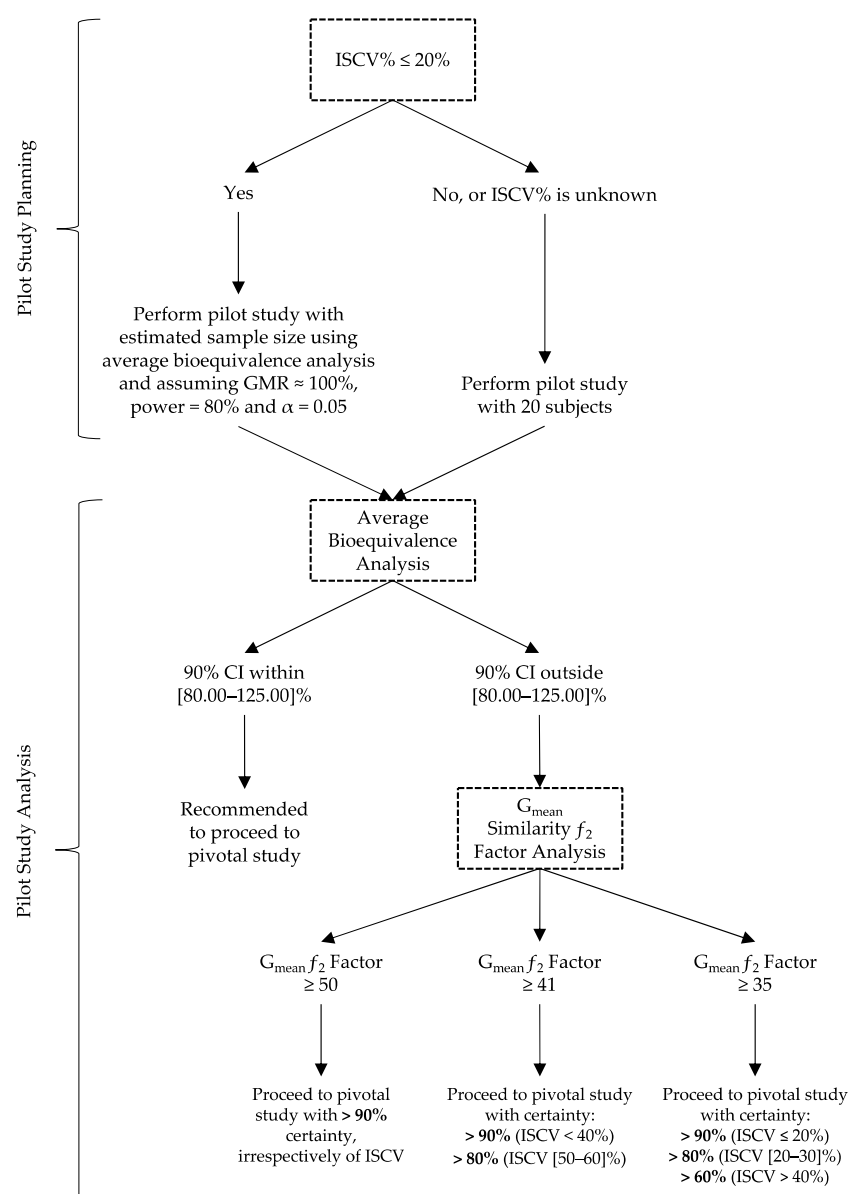 ISCV% ≤ 20%
Pilot Study Planning
Yes
No, or ISCV% is unknown
Perform pilot study with
estimated sample size using
average bioequivalence analysis
and assuming GMR ≈ 100%,
power = 80% and α = 0.05
Perform pilot study
with 20 subjects
Pilot Study Analysis
Average
Bioequivalence
Analysis
90% CI within
[80.00–125.00]%
90% CI outside
[80.00–125.00]%
Recommended
to proceed to
pivotal study
Gmean
Similarity f2
Factor Analysis
Gmean f2 Factor
≥ 50
Gmean f2 Factor
≥ 41
Gmean f2 Factor
≥ 35
Proceed to pivotal
study with > 90%
certainty,
irrespectively of ISCV
Proceed to pivotal study
with certainty:
> 90% (ISCV < 40%)
> 80% (ISCV [50–60]%)
Proceed to pivotal study
with certainty:
> 90% (ISCV ≤ 20%)
> 80% (ISCV [20–30]%)
> 60% (ISCV > 40%)